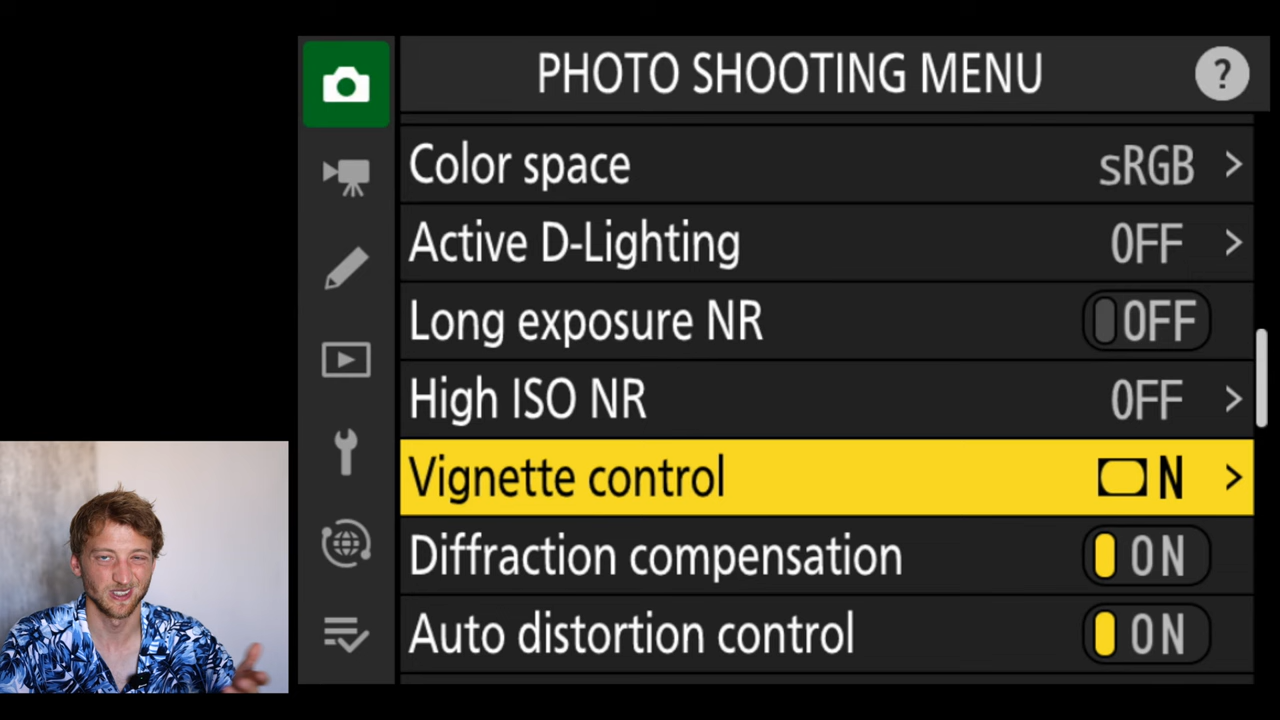 PHOTO SHOOTING MENU ?
Color space sRGB >
Active D-Lighting OFF >
Long exposure NR OFF
High ISO NR OFF >
Vignette control N >
Diffraction compensation ON
Auto distortion control ON